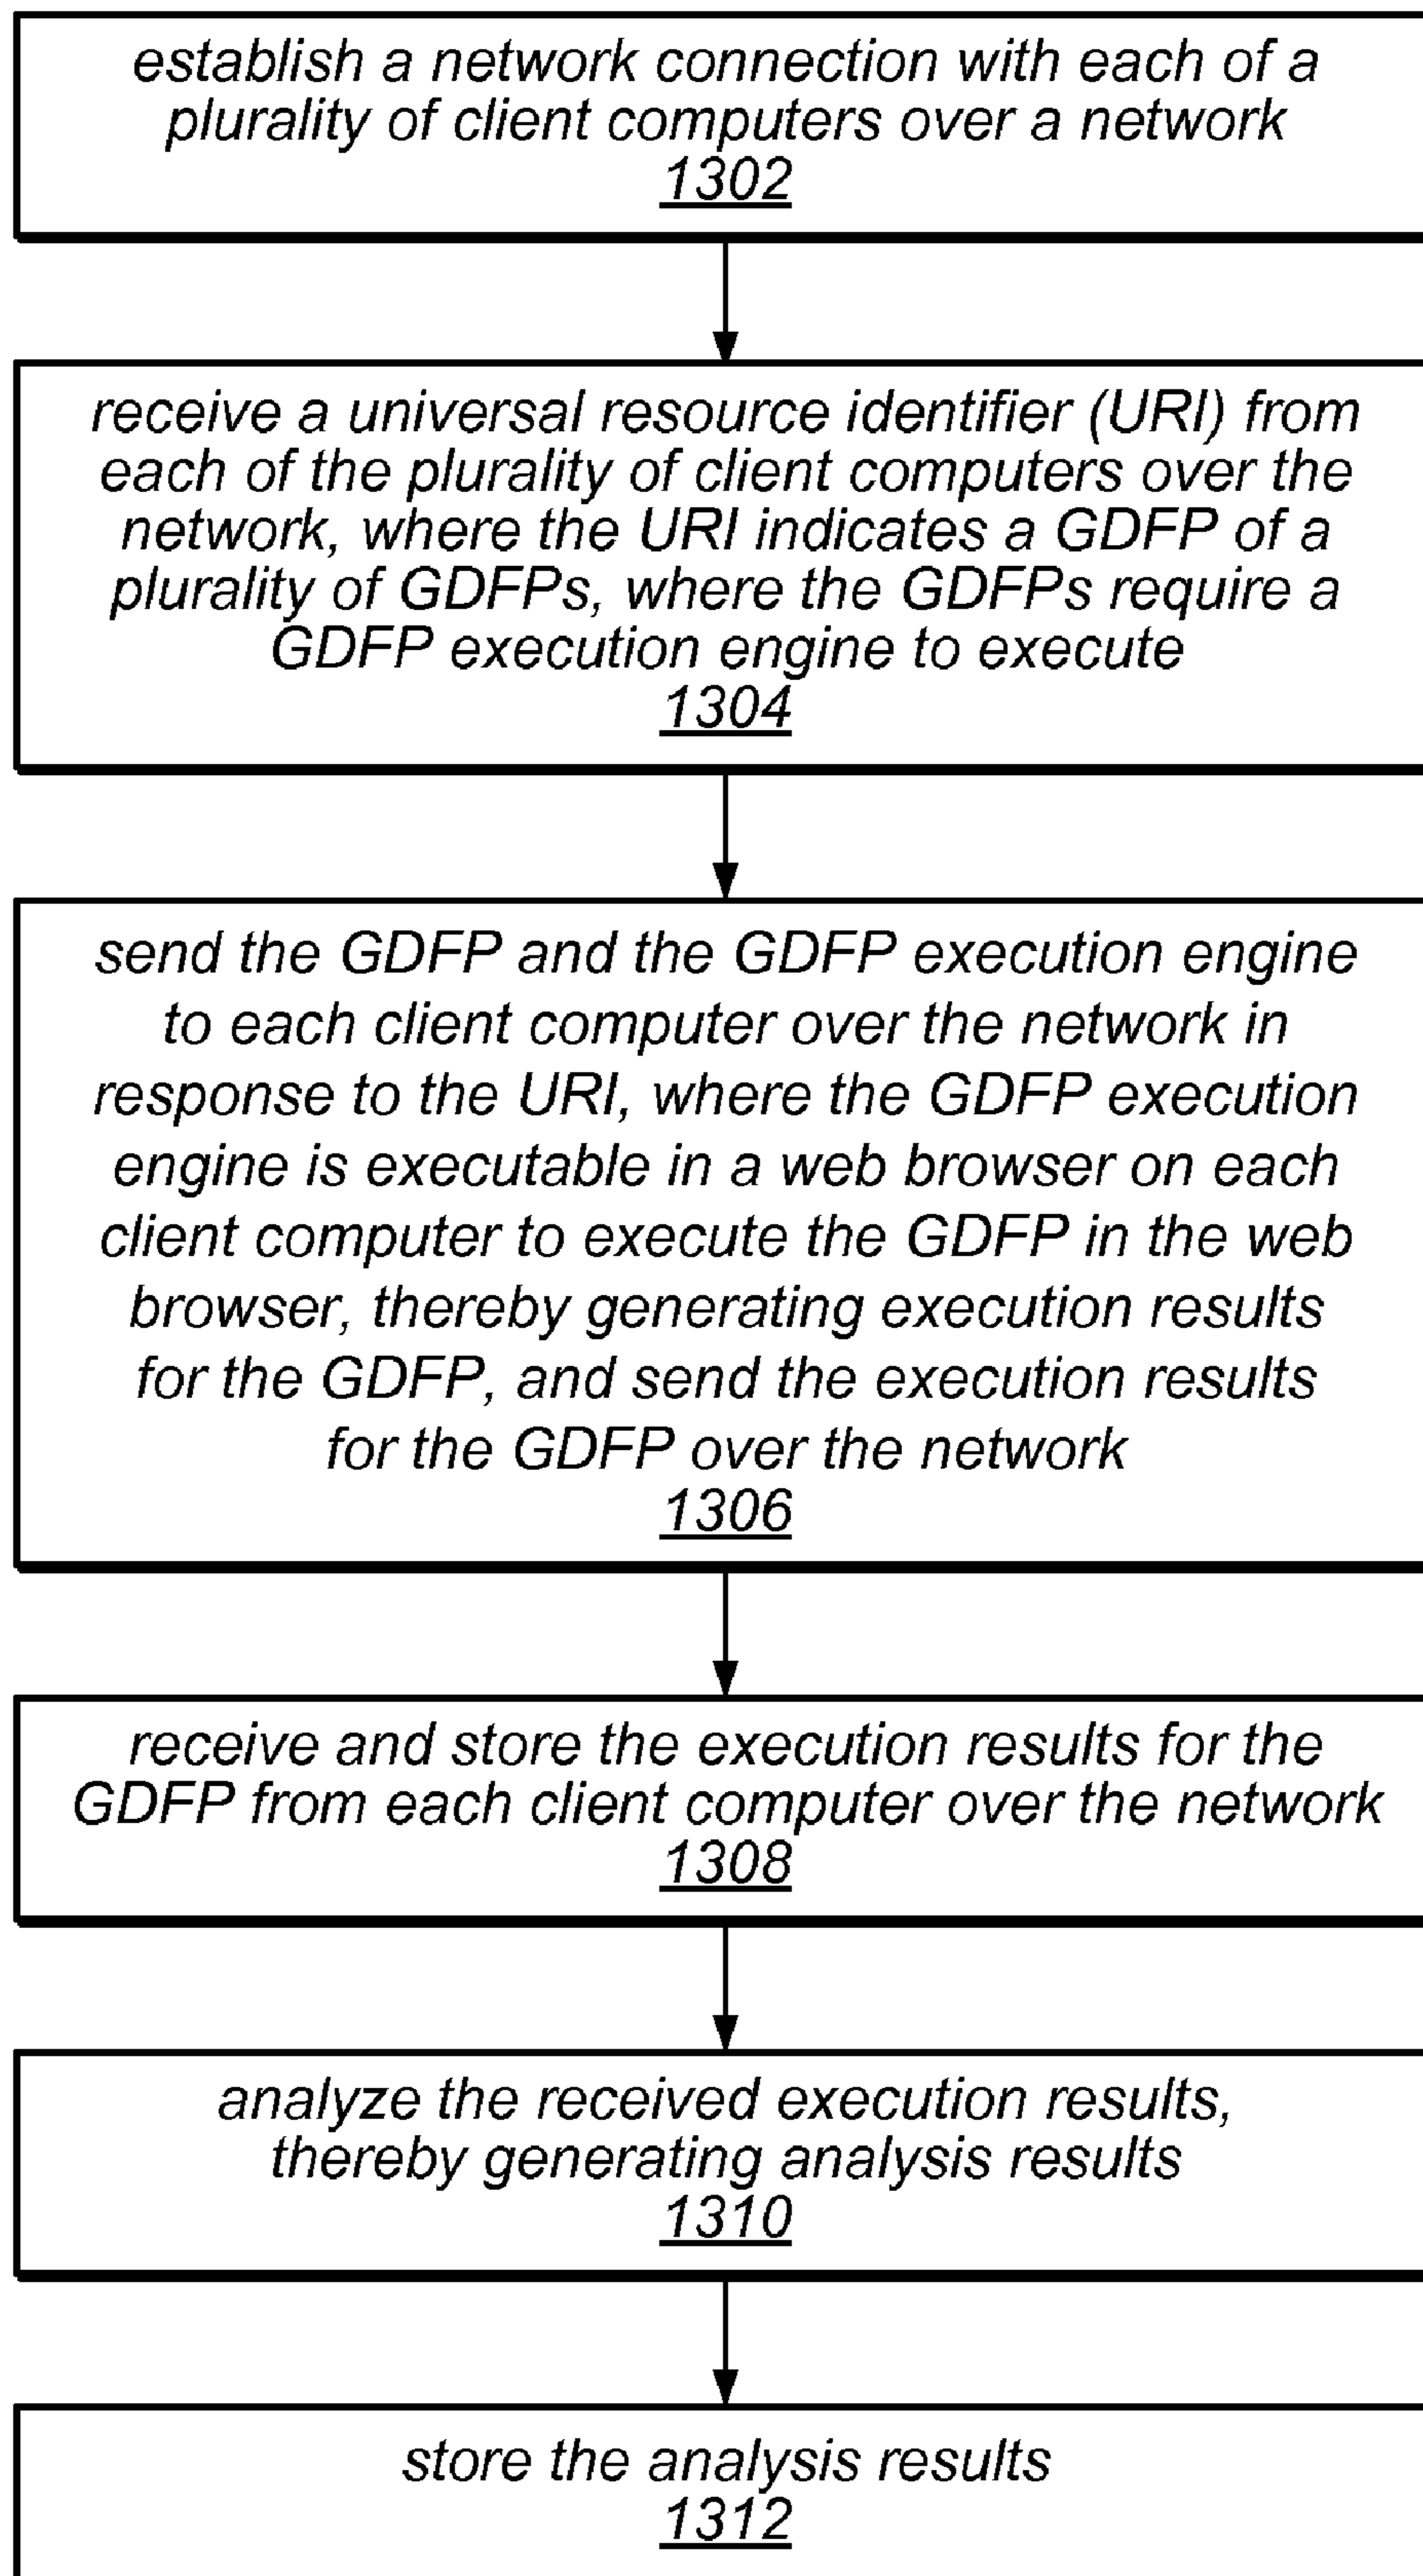 establish a network connection with each of a
plurality of client computers over a network
1302
receive a universal resource identifier (URI) from
each of the plurality of client computers over the
network, where the URI indicates a GDFP of a
plurality of GDFPs, where the GDFPs require a
GDFP execution engine to execute
1304
send the GDFP and the GDFP execution engine
to each client computer over the network in
response to the URI, where the GDFP execution
engine is executable in a web browser on each
client computer to execute the GDFP in the web
browser, thereby generating execution results
for the GDFP, and send the execution results
for the GDFP over the network
1306
receive and store the execution results for the
GDFP from each client computer over the network
1308
analyze the received execution results,
thereby generating analysis results
1310
store the analysis results
1312